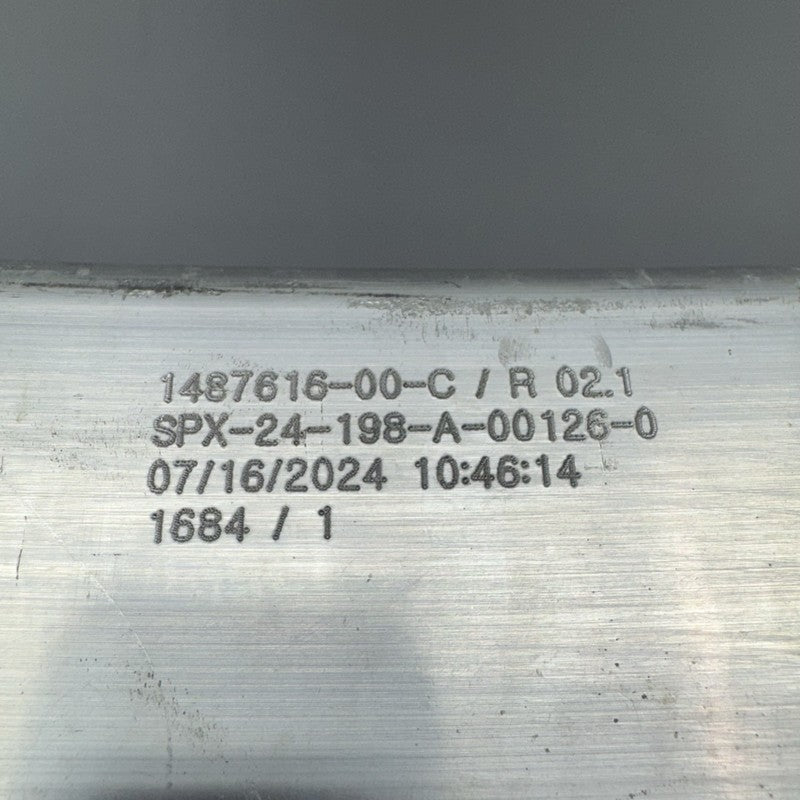 1487616-00-C / R 02.1
SPX-24-198-A-00126-0
07/16/2024 10:46:14
1684 / 1